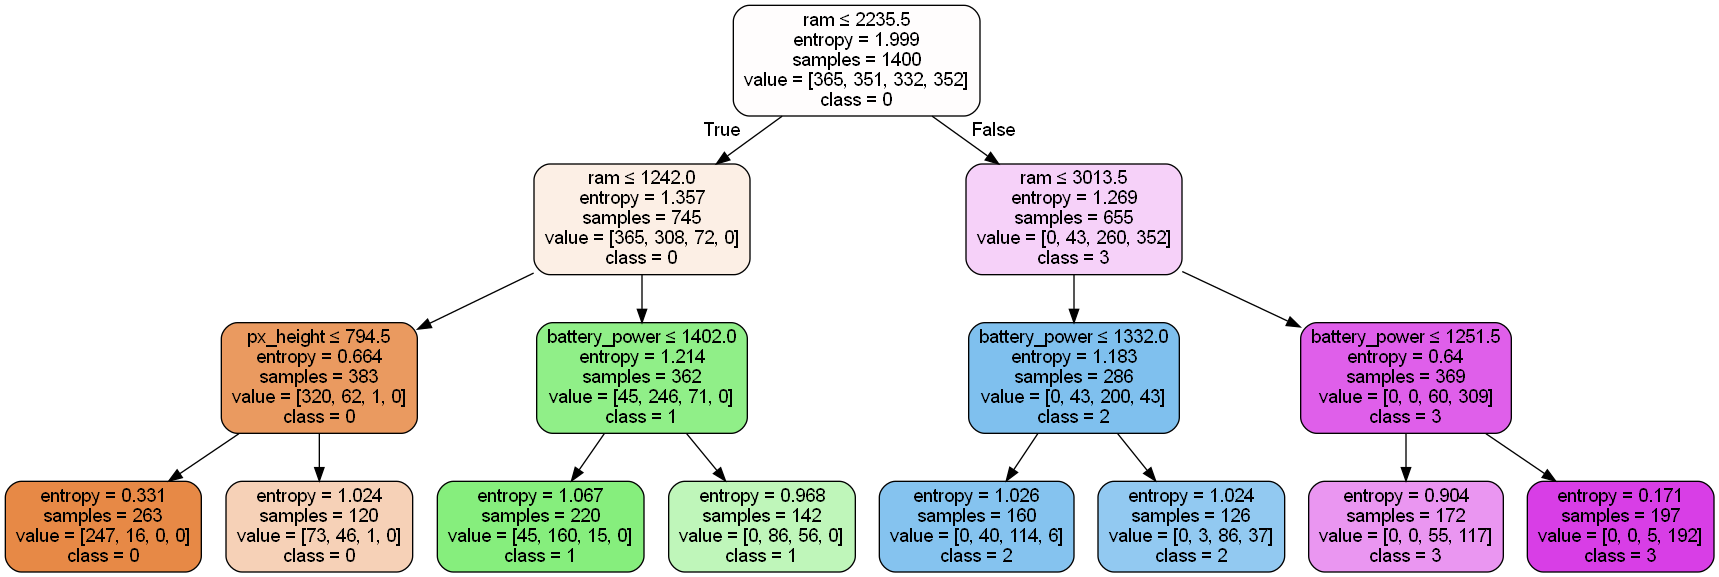 ram ≤ 2235.5
entropy = 1.999
samples = 1400
value = [365, 351, 332, 352]
class = 0
True
False
ram ≤ 1242.0
entropy = 1.357
samples = 745
value = [365, 308, 72, 0]
class = 0
ram ≤ 3013.5
entropy = 1.269
samples = 655
value = [0, 43, 260, 352]
class = 3
px_height ≤ 794.5
entropy = 0.664
samples = 383
value = [320, 62, 1, 0]
class = 0
battery_power ≤ 1402.0
entropy = 1.214
samples = 362
value = [45, 246, 71, 0]
class = 1
battery_power ≤ 1332.0
entropy = 1.183
samples = 286
value = [0, 43, 200, 43]
class = 2
battery_power ≤ 1251.5
entropy = 0.64
samples = 369
value = [0, 0, 60, 309]
class = 3
entropy = 0.331
samples = 263
value = [247, 16, 0, 0]
class = 0
entropy = 1.024
samples = 120
value = [73, 46, 1, 0]
class = 0
entropy = 1.067
samples = 220
value = [45, 160, 15, 0]
class = 1
entropy = 0.968
samples = 142
value = [0, 86, 56, 0]
class = 1
entropy = 1.026
samples = 160
value = [0, 40, 114, 6]
class = 2
entropy = 1.024
samples = 126
value = [0, 3, 86, 37]
class = 2
entropy = 0.904
samples = 172
value = [0, 0, 55, 117]
class = 3
entropy = 0.171
samples = 197
value = [0, 0, 5, 192]
class = 3